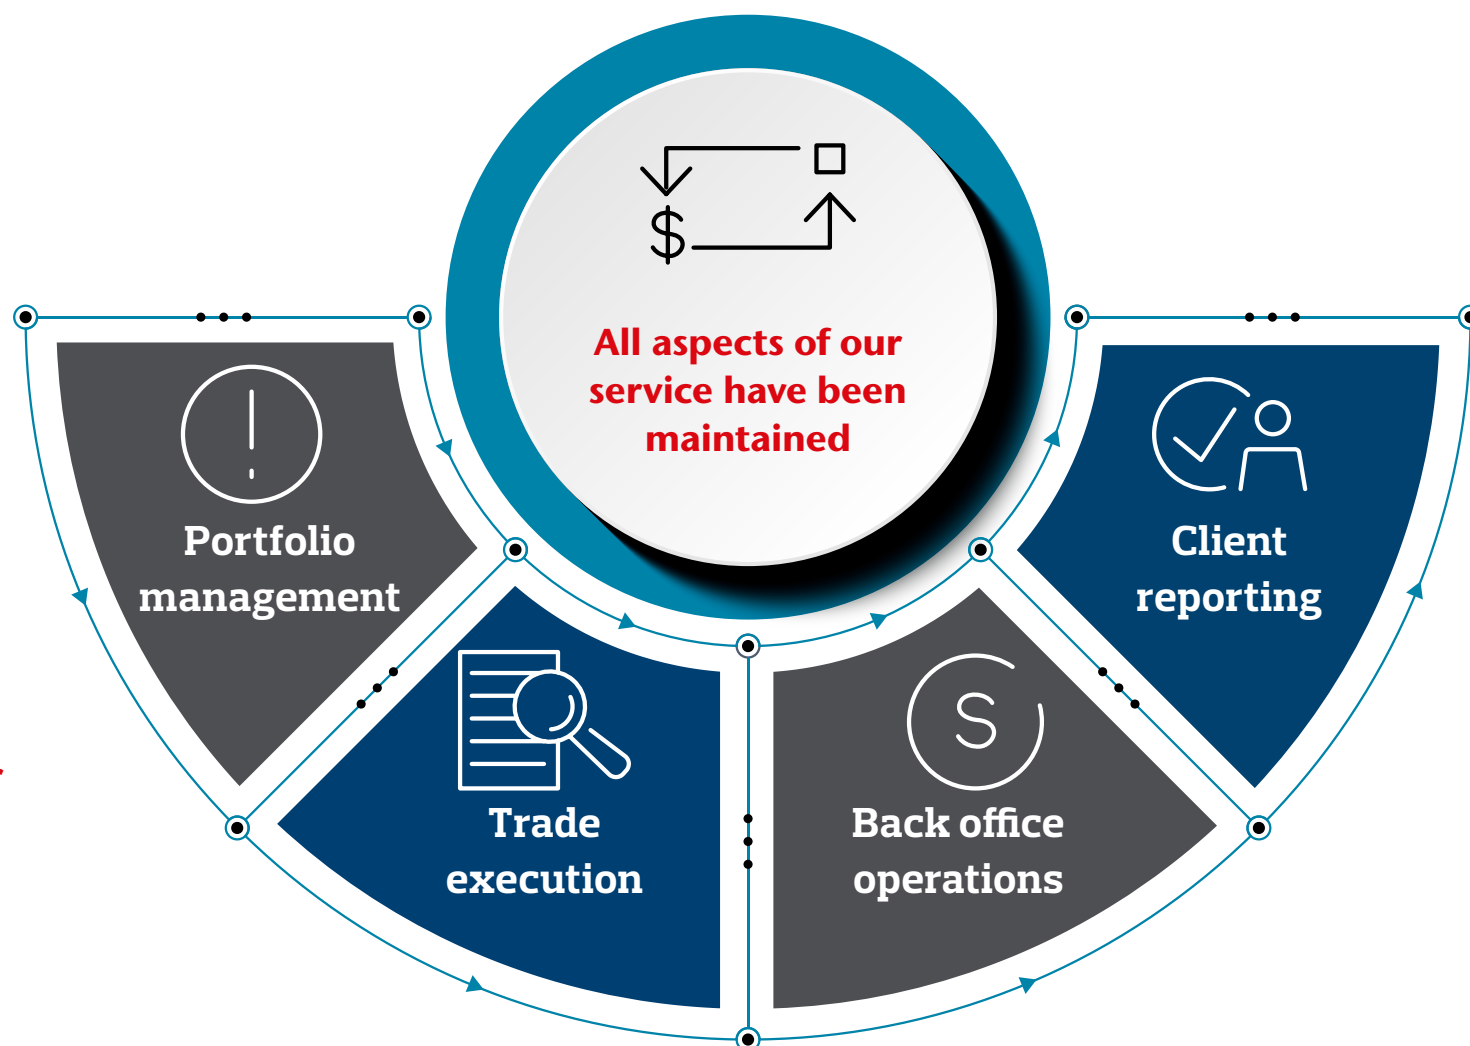 $
All aspects of our
service have been
maintained
Portfolio
management
Trade
execution
S
Back office
operations
Client
reporting